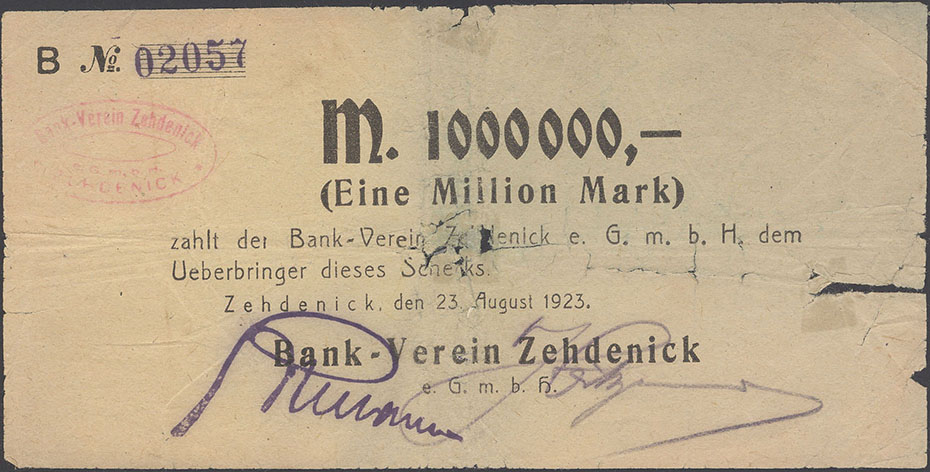 B № 02057
Bank-Verein Zehdenick
ZEHDENICK
M. 1000000,—
(Eine Million Mark)
zahlt der Bank-Verein Zehdenick e. G. m. b. H. dem
Ueberbringer dieses Schecks.
Zehdenick, den 23. August 1923.
Bank-Verein Zehdenick
e. G. m. b. H.